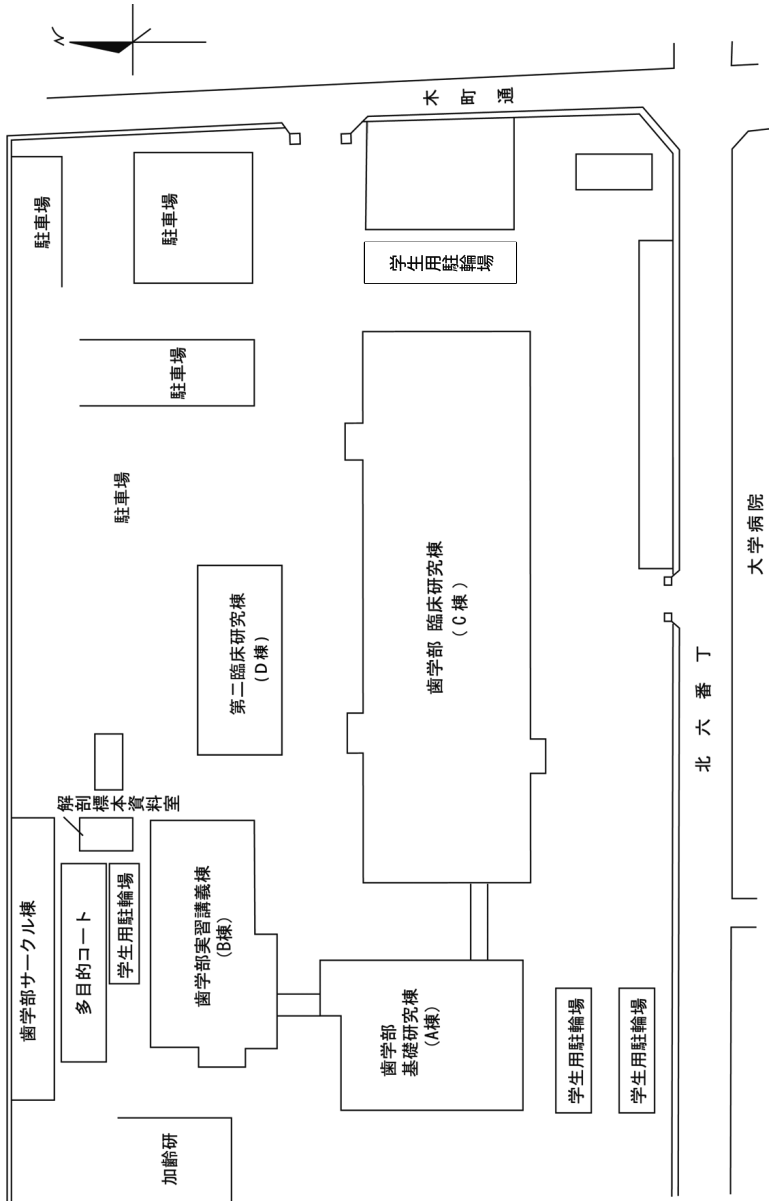 N
木町通
駐車場
駐車場
学生用駐輪場
駐車場
駐車場
大学病院
第二臨床研究棟
(D棟)
歯学部 臨床研究棟
(C棟)
北六番丁
解剖標本資料室
歯学部サークル棟
多目的コート
学生用駐輪場
歯学部実習講義棟
(B棟)
歯学部
基礎研究棟
(A棟)
学生用駐輪場
学生用駐輪場
加齢研